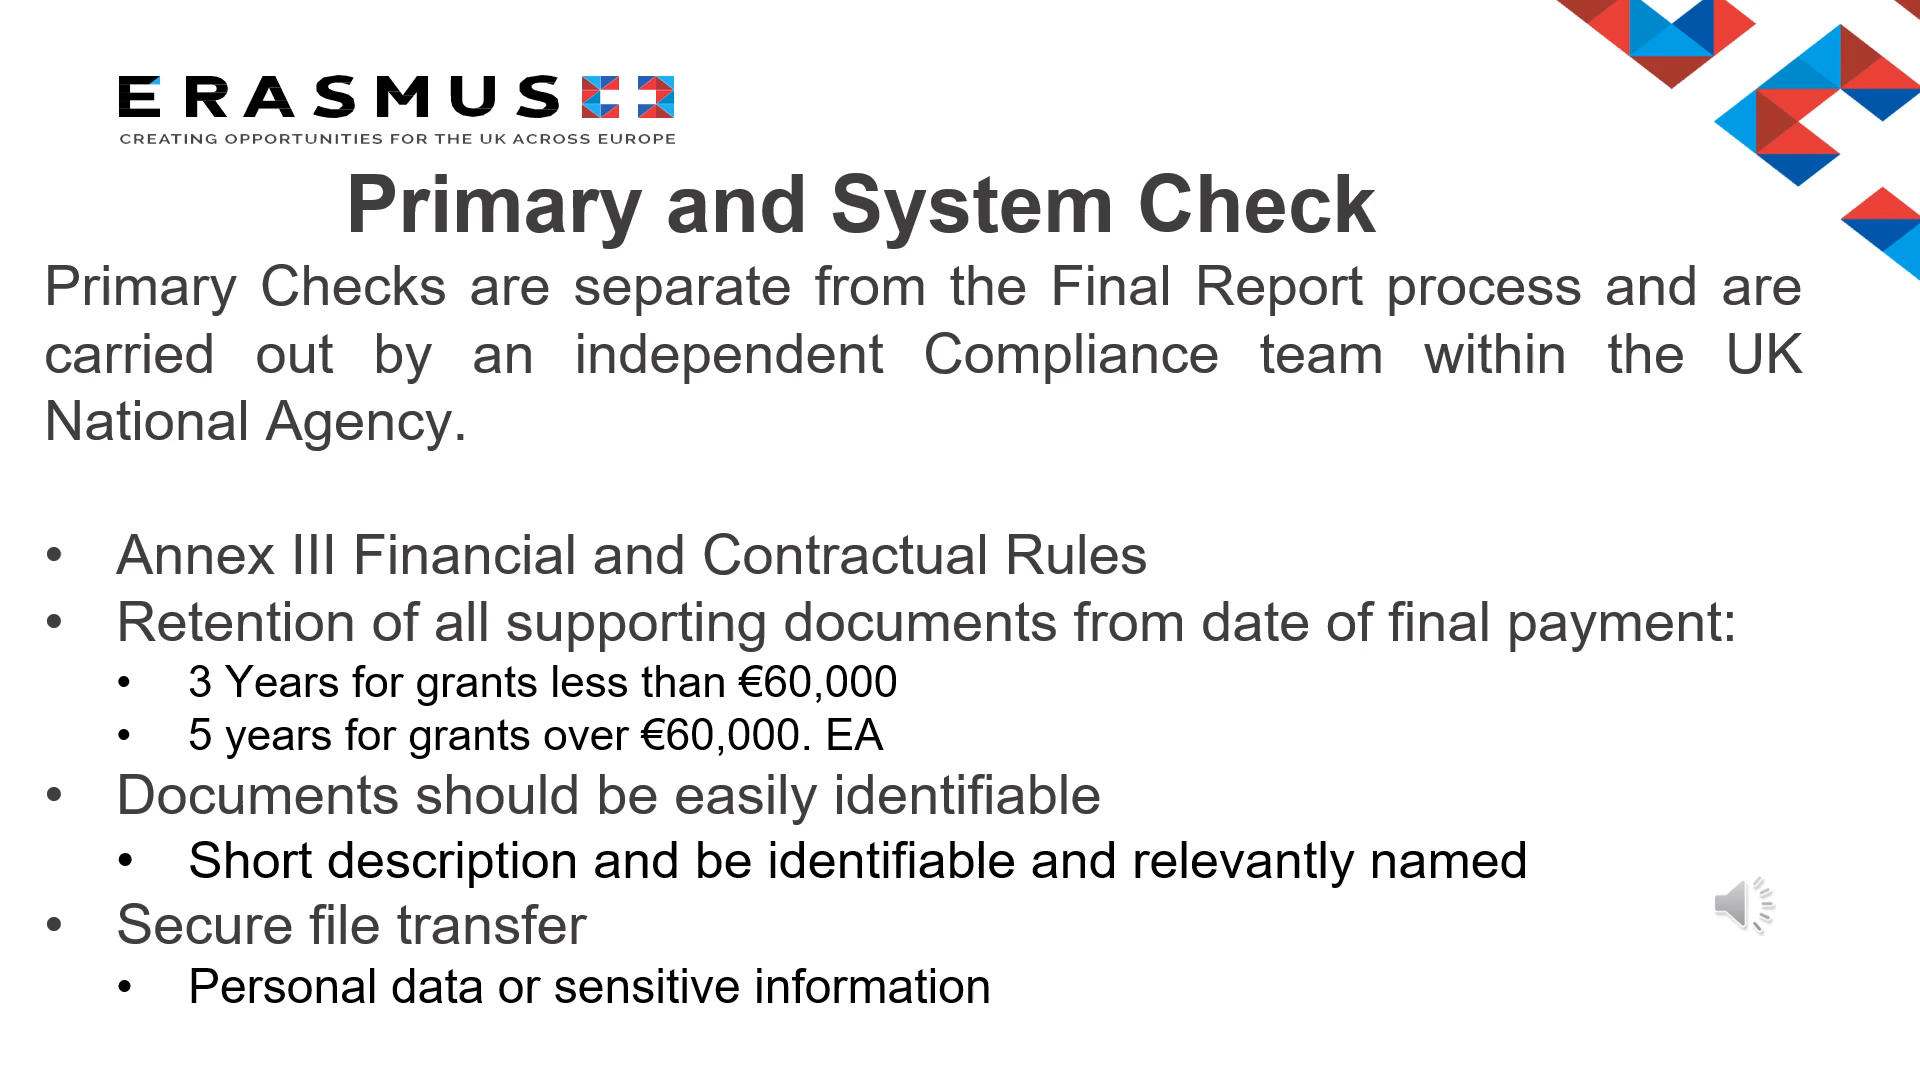 ERASMUS
CREATING OPPORTUNITIES FOR THE UK ACROSS EUROPE
Primary and System Check
Primary Checks are separate from the Final Report process and are
carried out by an independent Compliance team within the UK
National Agency.
• Annex III Financial and Contractual Rules
• Retention of all supporting documents from date of final payment:
• 3 Years for grants less than €60,000
• 5 years for grants over €60,000. EA
• Documents should be easily identifiable
• Short description and be identifiable and relevantly named
• Secure file transfer
• Personal data or sensitive information